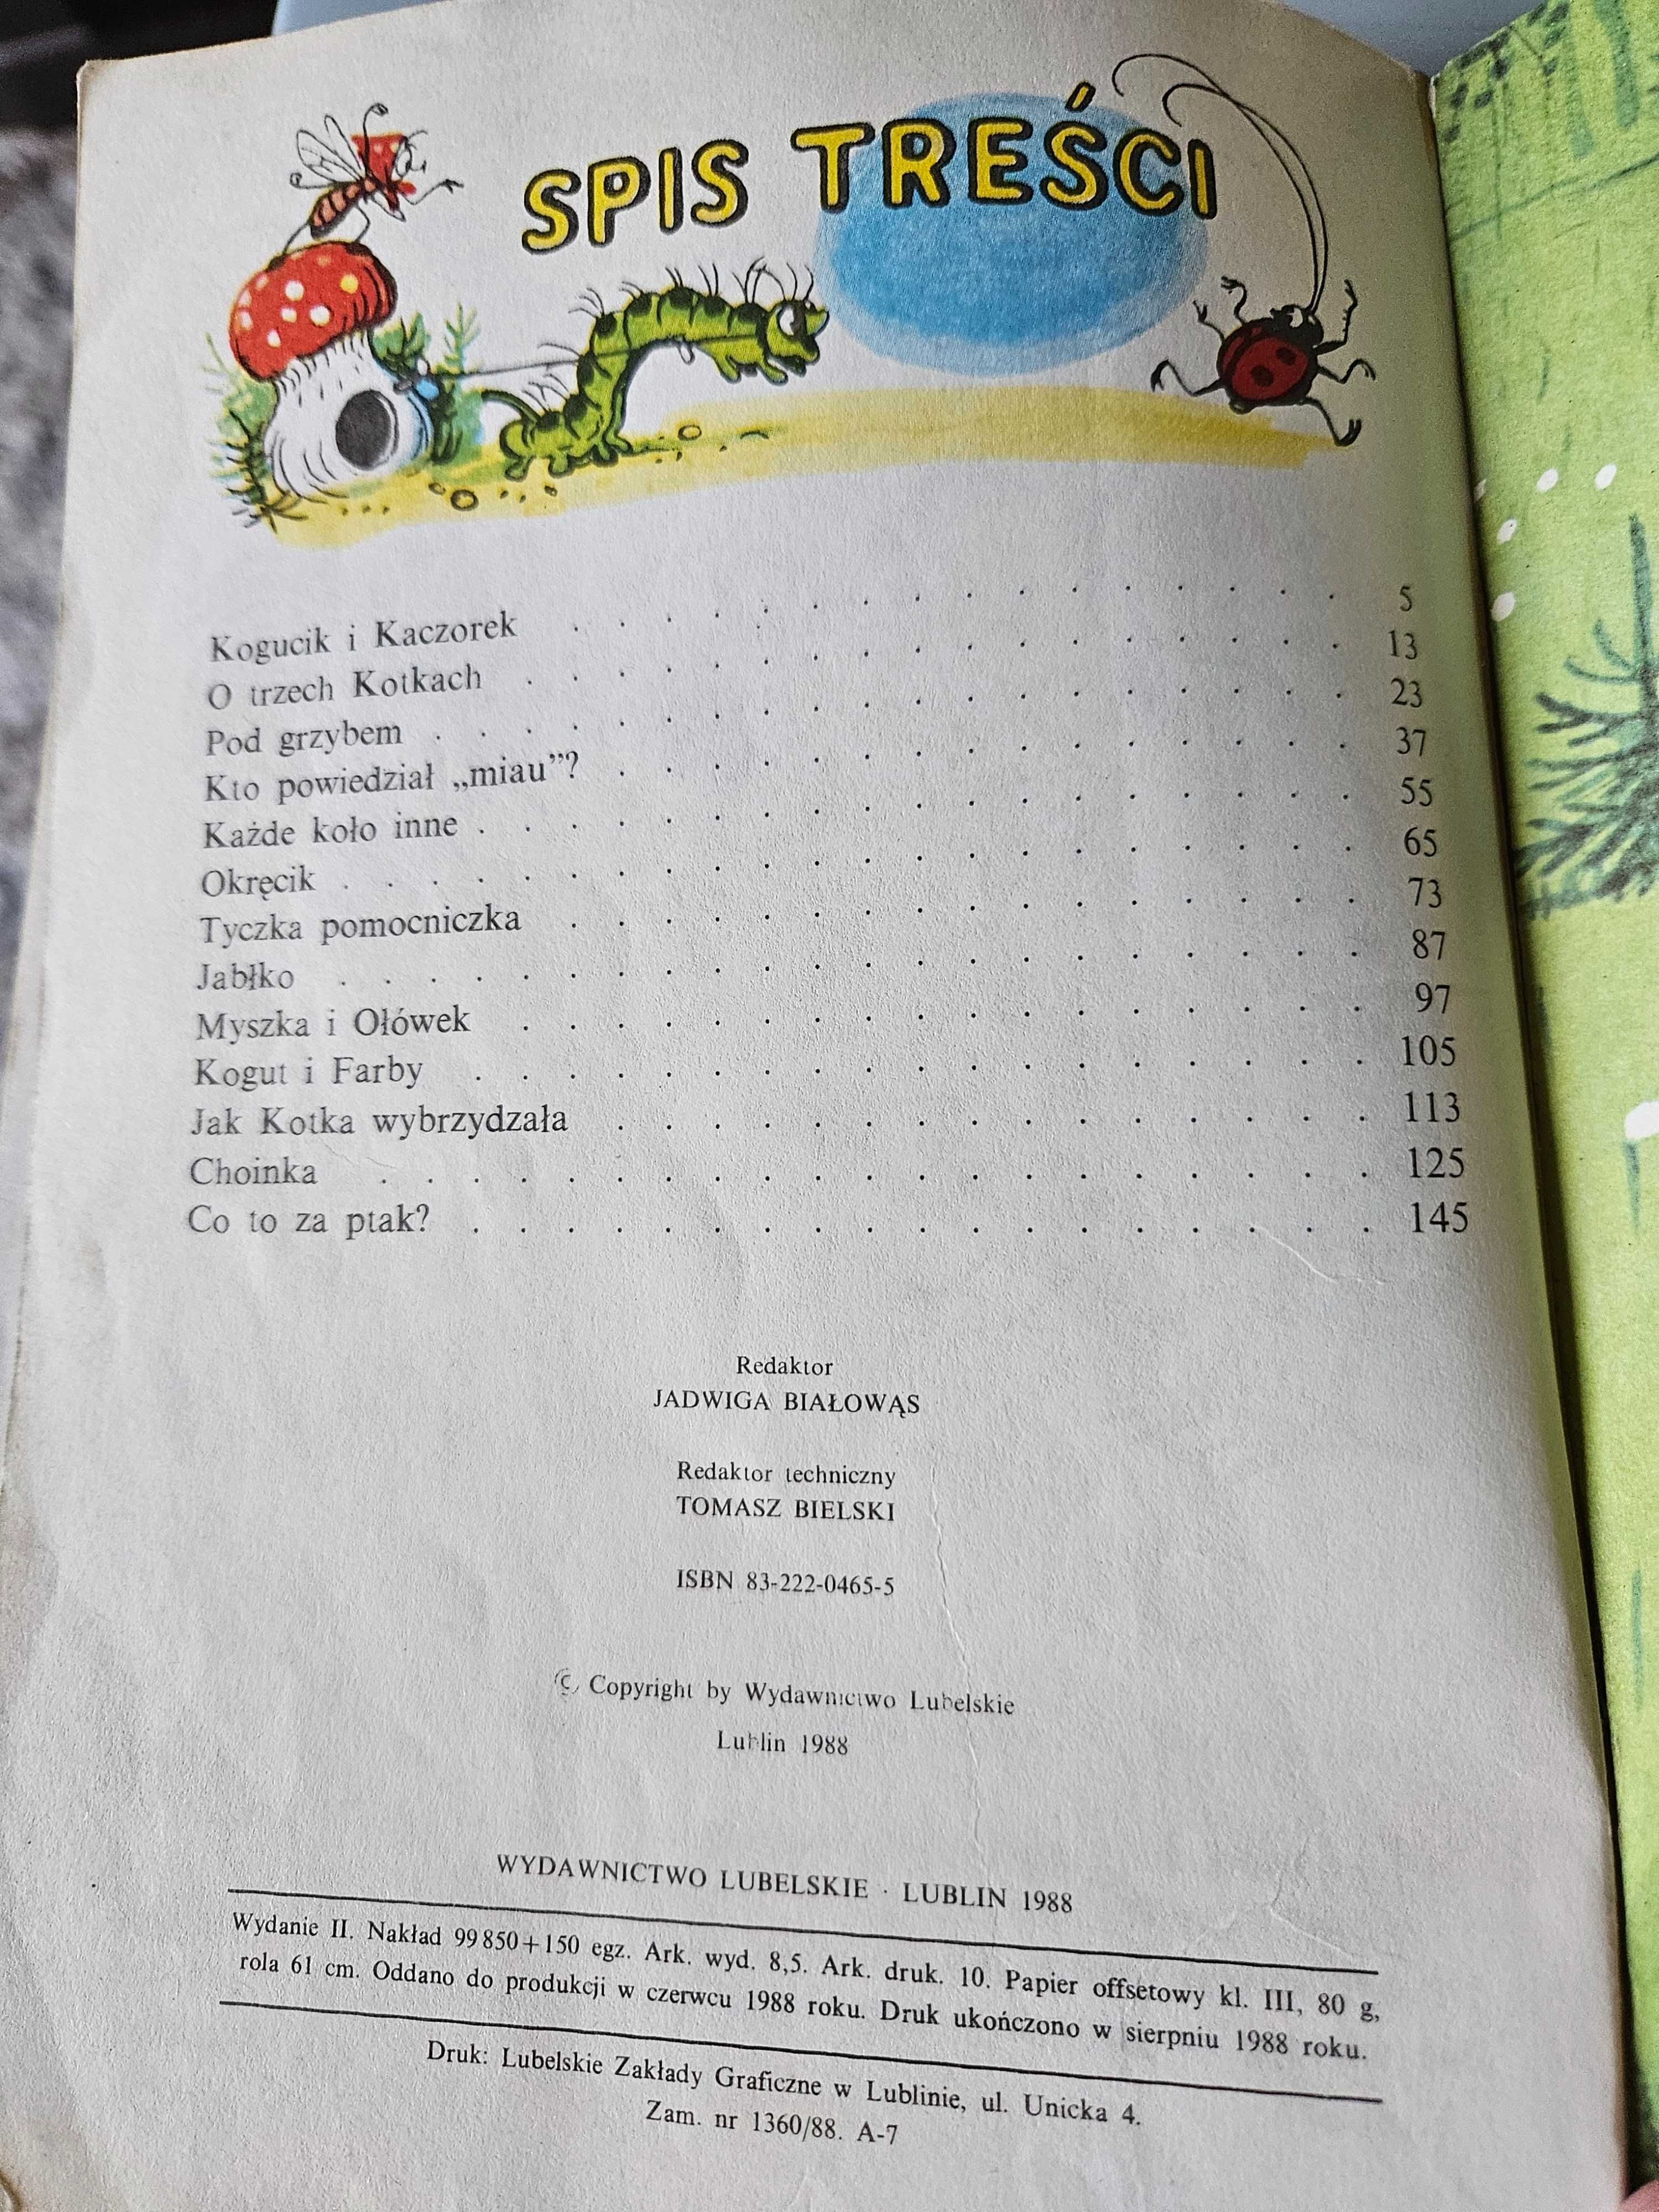 SPIS TREŚCI
Kogucik i Kaczorek . . . . . . . . . . . . . . . . 5
O trzech Kotkach . . . . . . . . . . . . . . . . . 13
Pod grzybem . . . . . . . . . . . . . . . . . . . 23
Kto powiedział „miau”? . . . . . . . . . . . . . . . 37
Każde koło inne . . . . . . . . . . . . . . . . . . 55
Okręcik . . . . . . . . . . . . . . . . . . . . . 65
Tyczka pomocniczka . . . . . . . . . . . . . . . . 73
Jabłko . . . . . . . . . . . . . . . . . . . . . 87
Myszka i Ołówek . . . . . . . . . . . . . . . . . 97
Kogut i Farby . . . . . . . . . . . . . . . . . . 105
Jak Kotka wybrzydzała . . . . . . . . . . . . . . . 113
Choinka . . . . . . . . . . . . . . . . . . . . 125
Co to za ptak? . . . . . . . . . . . . . . . . . . 145
Redaktor
JADWIGA BIAŁOWĄS
Redaktor techniczny
TOMASZ BIELSKI
ISBN 83-222-0465-5
© Copyright by Wydawnictwo Lubelskie
Lublin 1988
WYDAWNICTWO LUBELSKIE · LUBLIN 1988
Wydanie II. Nakład 99 850+150 egz. Ark. wyd. 8,5. Ark. druk. 10. Papier offsetowy kl. III, 80 g,
rola 61 cm. Oddano do produkcji w czerwcu 1988 roku. Druk ukończono w sierpniu 1988 roku.
Druk: Lubelskie Zakłady Graficzne w Lublinie, ul. Unicka 4.
Zam. nr 1360/88. A-7